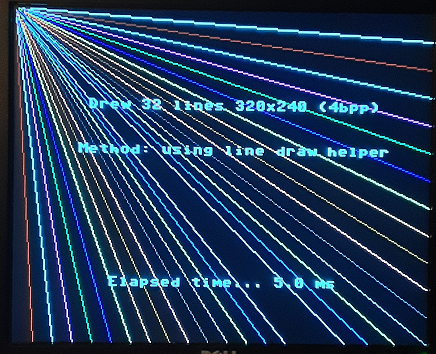 Drew 32 lines 320x240 (4bpp)
Method: using line draw helper
Elapsed time... 5.0 ms